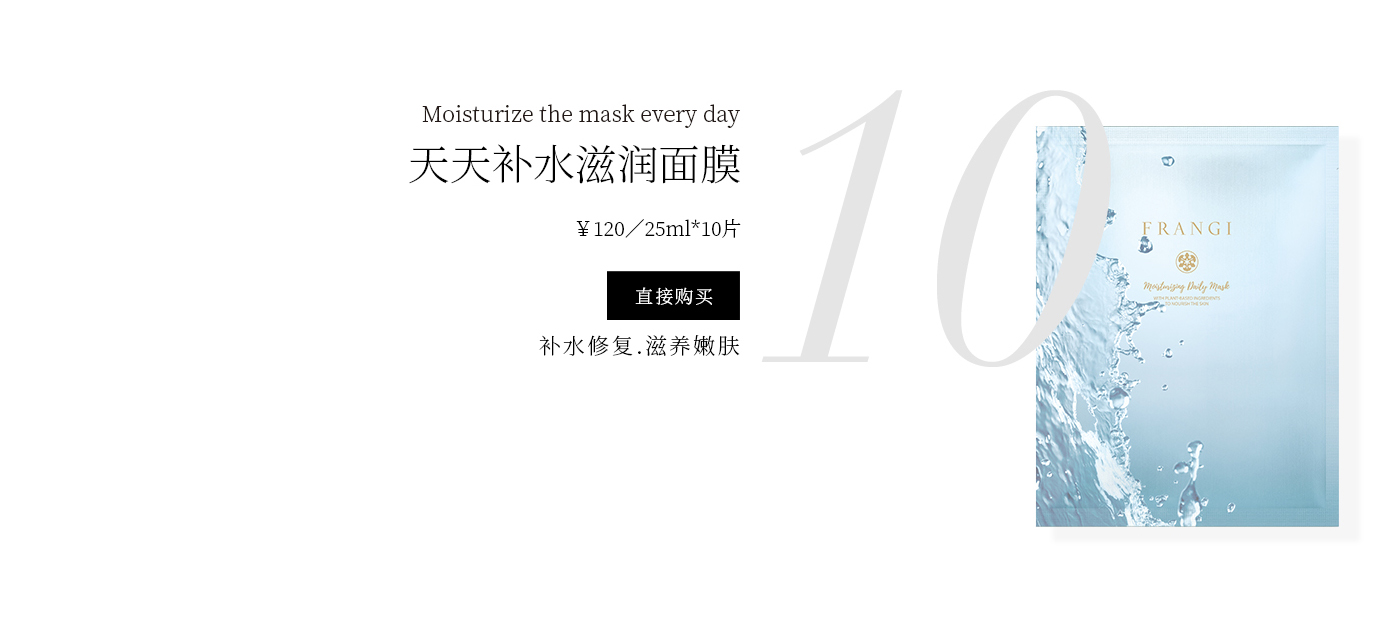 Moisturize the mask every day
天天补水滋润面膜
￥120／25ml*10片
直接购买
补水修复.滋养嫩肤
10
FRANGI
Moisturizing Daily Mask
WITH PLANT-BASED INGREDIENTS
TO NOURISH THE SKIN